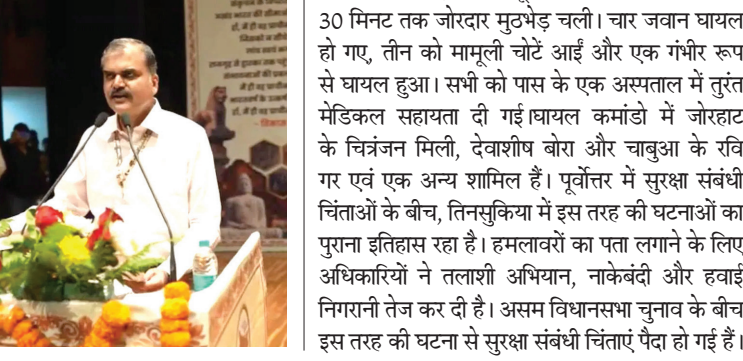 30 मिनट तक जोरदार मुठभेड़ चली। चार जवान घायल
हो गए, तीन को मामूली चोटें आईं और एक गंभीर रूप
से घायल हुआ। सभी को पास के एक अस्पताल में तुरंत
मेडिकल सहायता दी गई।घायल कमांडो में जोरहाट
के चित्रंजन मिली, देवाशीष बोरा और चाबुआ के रवि
गर एवं एक अन्य शामिल हैं। पूर्वोत्तर में सुरक्षा संबंधी
चिंताओं के बीच, तिनसुकिया में इस तरह की घटनाओं का
पुराना इतिहास रहा है। हमलावरों का पता लगाने के लिए
अधिकारियों ने तलाशी अभियान, नाकेबंदी और हवाई
निगरानी तेज कर दी है। असम विधानसभा चुनाव के बीच
इस तरह की घटना से सुरक्षा संबंधी चिंताएं पैदा हो गई हैं।